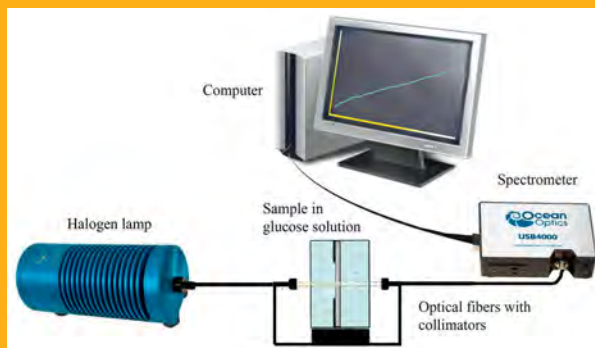 Computer
Spectrometer
Ocean
Optics
USB4000
Sample in
glucose solution
Halogen lamp
Optical fibers with
collimators